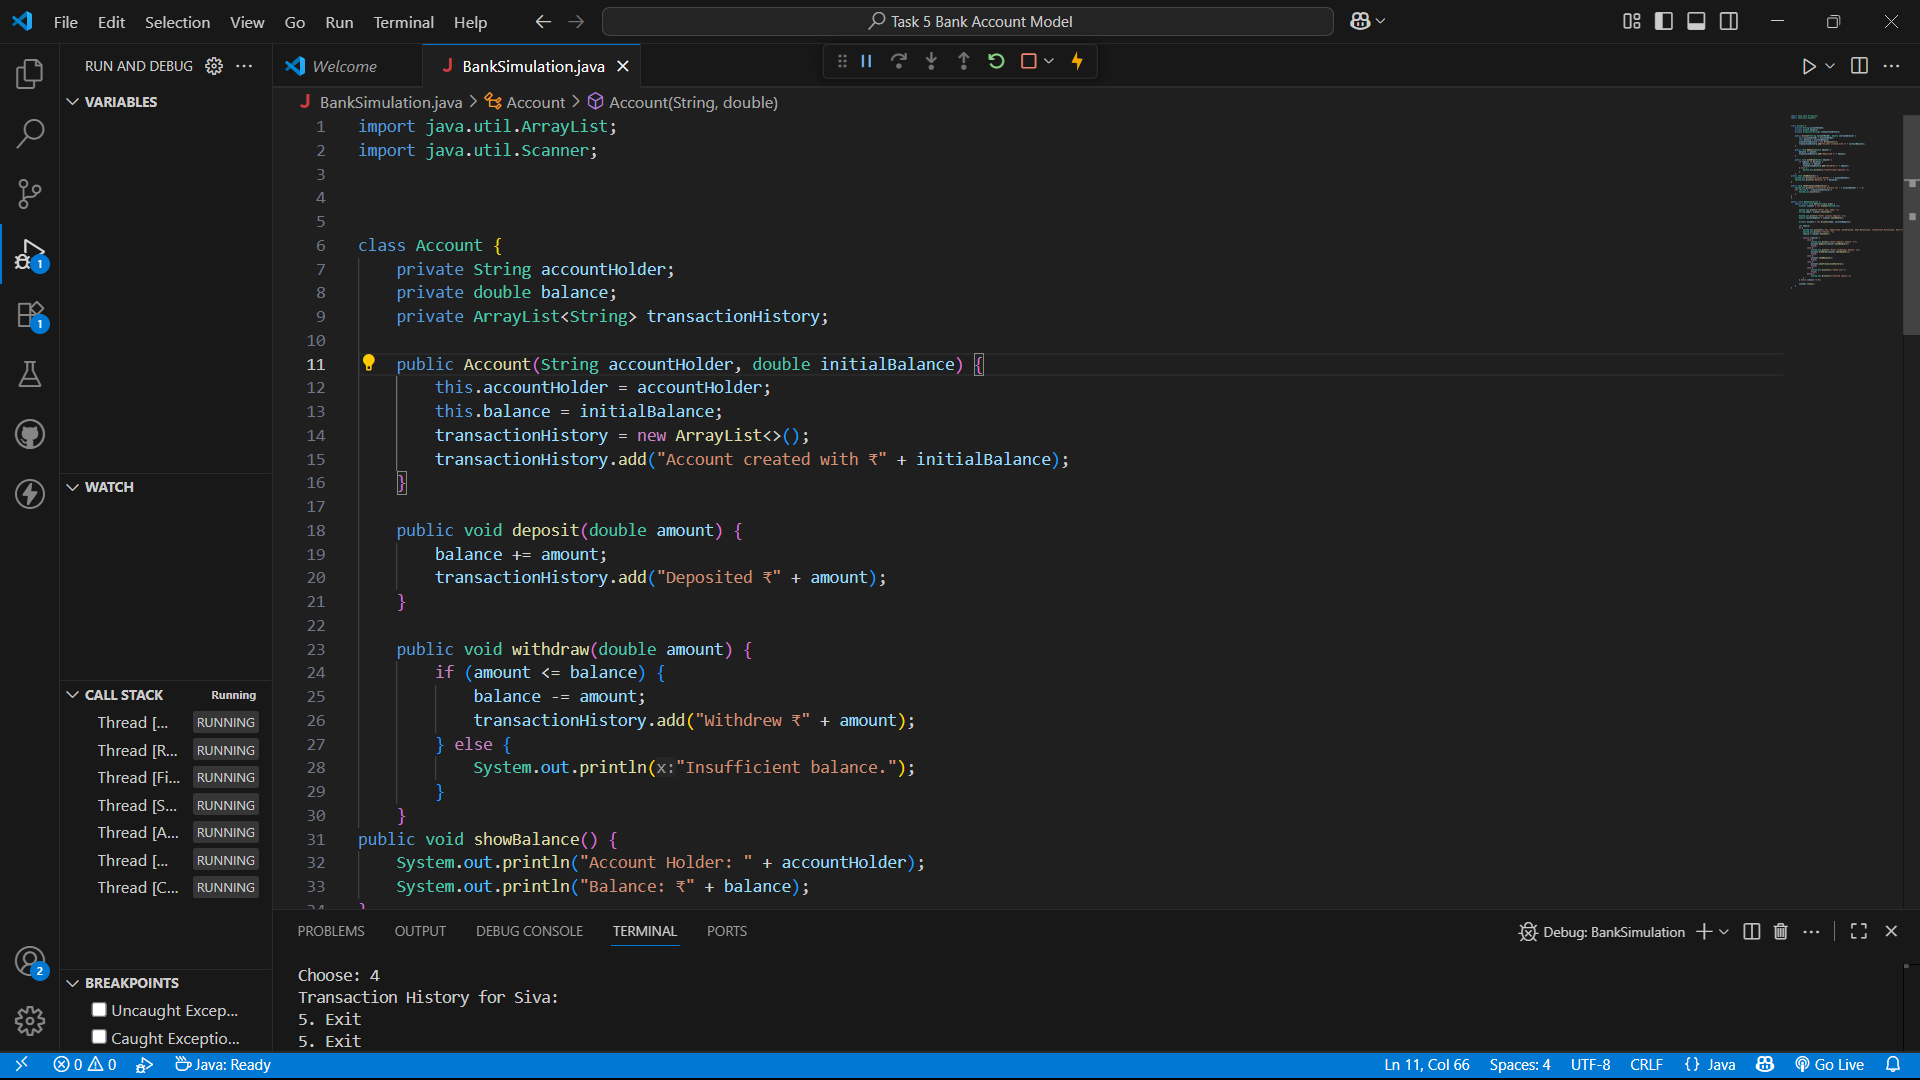 File Edit Selection View Go Run Terminal Help
Task 5 Bank Account Model
RUN AND DEBUG
Welcome
BankSimulation.java
BankSimulation.java > Account > Account(String, double)
VARIABLES
WATCH
CALL STACK Running
Thread [... RUNNING
Thread [R... RUNNING
Thread [Fi... RUNNING
Thread [S... RUNNING
Thread [A... RUNNING
Thread [... RUNNING
Thread [C... RUNNING
BREAKPOINTS
Uncaught Excep...
Caught Exceptio...
1 import java.util.ArrayList;
2 import java.util.Scanner;
3
4
5
6 class Account {
7 private String accountHolder;
8 private double balance;
9 private ArrayList<String> transactionHistory;
10
11 public Account(String accountHolder, double initialBalance) {
12 this.accountHolder = accountHolder;
13 this.balance = initialBalance;
14 transactionHistory = new ArrayList<>();
15 transactionHistory.add("Account created with ₹" + initialBalance);
16 }
17
18 public void deposit(double amount) {
19 balance += amount;
20 transactionHistory.add("Deposited ₹" + amount);
21 }
22
23 public void withdraw(double amount) {
24 if (amount <= balance) {
25 balance -= amount;
26 transactionHistory.add("Withdrew ₹" + amount);
27 } else {
28 System.out.println(x:"Insufficient balance.");
29 }
30 }
31 public void showBalance() {
32 System.out.println("Account Holder: " + accountHolder);
33 System.out.println("Balance: ₹" + balance);
34 }
PROBLEMS OUTPUT DEBUG CONSOLE TERMINAL PORTS
Debug: BankSimulation
Choose: 4
Transaction History for Siva:
5. Exit
5. Exit
1
1
2
0 0 Java: Ready
Ln 11, Col 66 Spaces: 4 UTF-8 CRLF {} Java Go Live